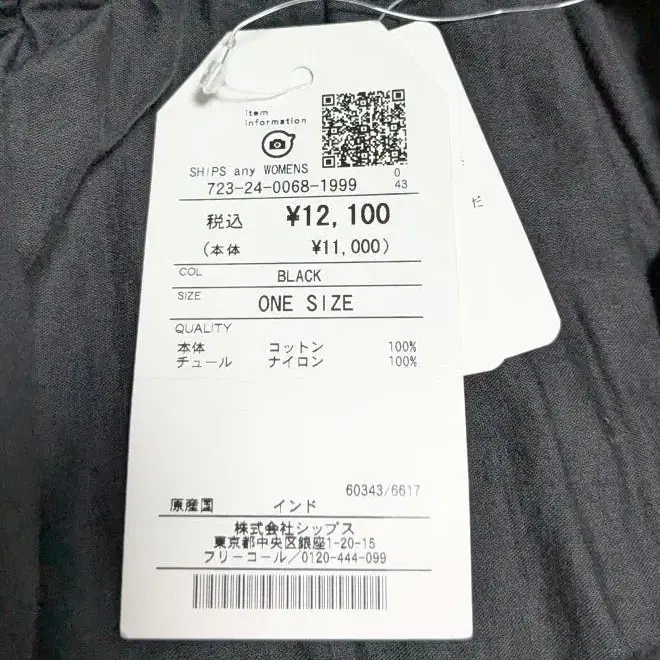 Item
information
SHIPS any WOMENS
723-24-0068-1999
0
43
税込 ¥12,100
(本体 ¥11,000)
COL BLACK
SIZE ONE SIZE
QUALITY
本体 コットン 100%
チュール ナイロン 100%
60343/6617
原産国 インド
株式会社シップス
東京都中央区銀座1-20-15
フリーコール/0120-444-099
だ